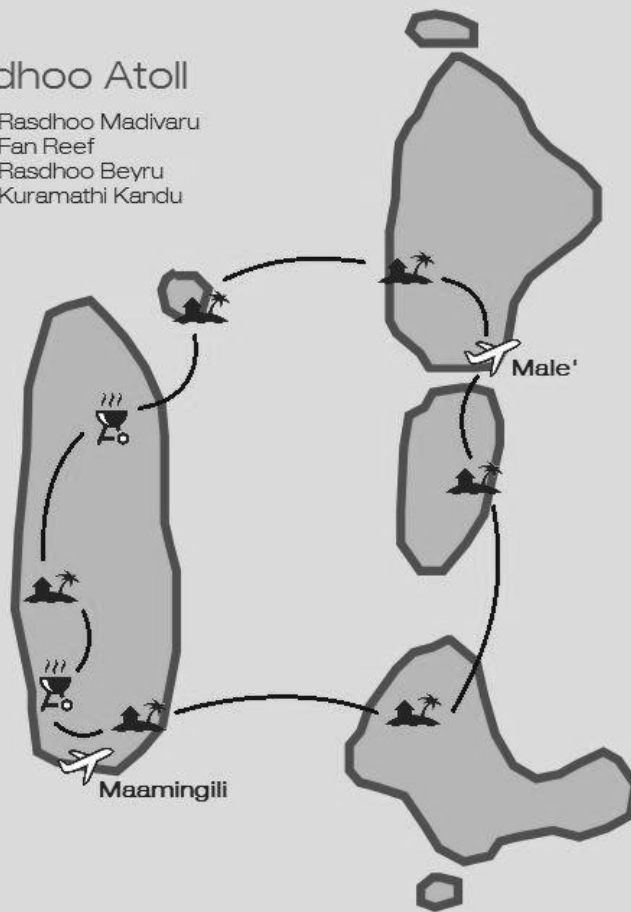 dhoo Atoll
Rasdhoo Madivaru
Fan Reef
Rasdhoo Beyru
Kuramathi Kandu
Male'
Maamingili